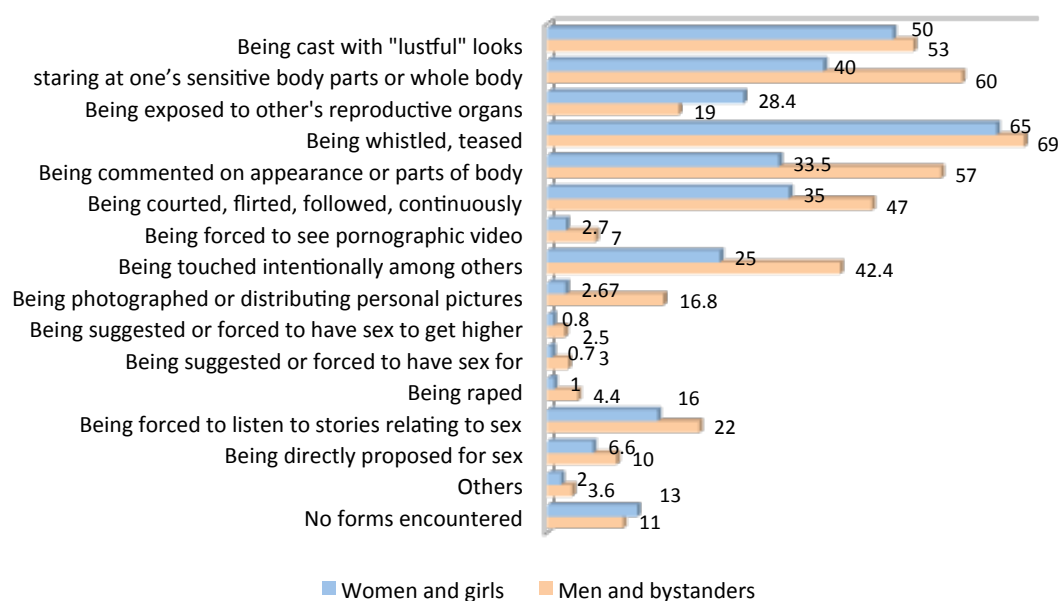 Being cast with "lustful" looks 50 53
staring at one’s sensitive body parts or whole body 40 60
Being exposed to other's reproductive organs 28.4 19
Being whistled, teased 65 69
Being commented on appearance or parts of body 33.5 57
Being courted, flirted, followed, continuously 35 47
Being forced to see pornographic video 2.7 7
Being touched intentionally among others 25 42.4
Being photographed or distributing personal pictures 2.67 16.8
Being suggested or forced to have sex to get higher 0.8 2.5
Being suggested or forced to have sex for 0.7 3
Being raped 1 4.4
Being forced to listen to stories relating to sex 16 22
Being directly proposed for sex 6.6 10
Others 2 3.6
No forms encountered 13 11
Women and girls Men and bystanders